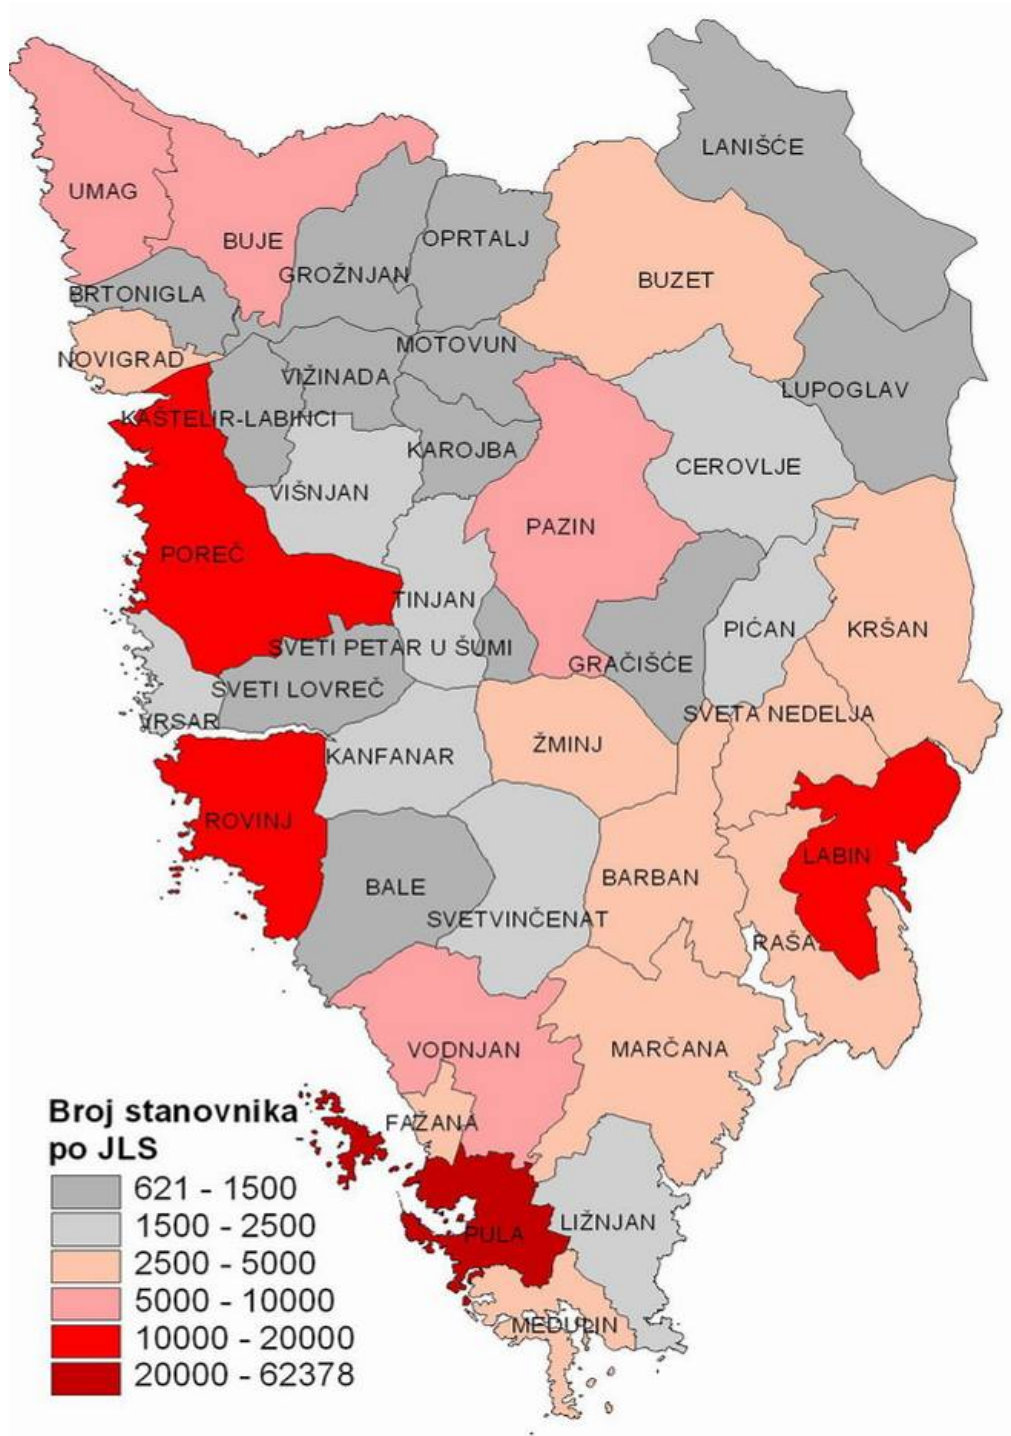 LANIŠĆE
UMAG
BUJE
OPRTALJ
GROŽNJAN
BUZET
BRTONIGLA
MOTOVUN
NOVIGRAD
VIŽINADA
LUPOGLAV
KAŠTELIR-LABINCI
KAROJBA
CEROVLJE
VIŠNJAN
PAZIN
POREČ
TINJAN
PIĆAN
KRŠAN
SVETI PETAR U ŠUMI
GRAČIŠĆE
SVETI LOVREČ
SVETA NEDELJA
VRSAR
ŽMINJ
KANFANAR
ROVINJ
LABIN
BARBAN
BALE
SVETVINČENAT
RAŠA
VODNJAN
MARČANA
FAŽANA
LIŽNJAN
PULA
MEDULIN
Broj stanovnika
po JLS
621 - 1500
1500 - 2500
2500 - 5000
5000 - 10000
10000 - 20000
20000 - 62378